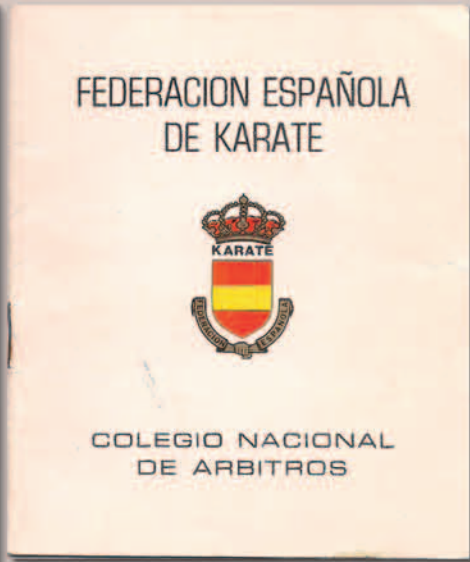 FEDERACION ESPAÑOLA
DE KARATE
KARATE
FEDERACION ESPAÑOLA
COLEGIO NACIONAL
DE ARBITROS